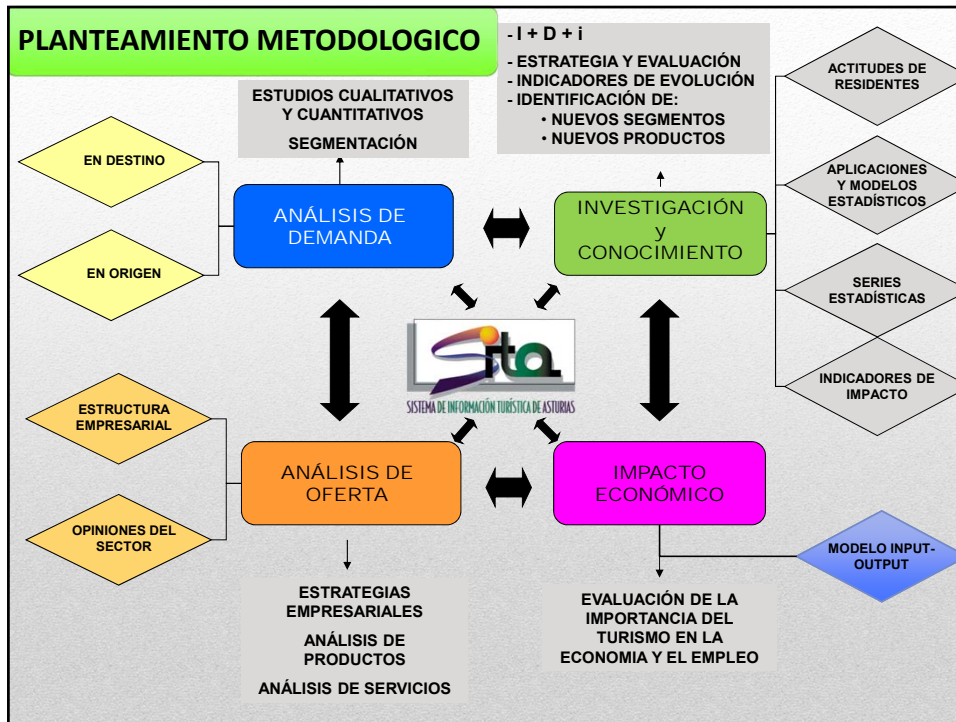 PLANTEAMIENTO METODOLOGICO
- I + D + i
- ESTRATEGIA Y EVALUACIÓN
- INDICADORES DE EVOLUCIÓN
- IDENTIFICACIÓN DE:
• NUEVOS SEGMENTOS
• NUEVOS PRODUCTOS
ESTUDIOS CUALITATIVOS
Y CUANTITATIVOS
SEGMENTACIÓN
EN DESTINO
EN ORIGEN
ANÁLISIS DE
DEMANDA
INVESTIGACIÓN
y
CONOCIMIENTO
ACTITUDES DE
RESIDENTES
APLICACIONES
Y MODELOS
ESTADÍSTICOS
SERIES
ESTADÍSTICAS
INDICADORES DE
IMPACTO
Sita
SISTEMA DE INFORMACIÓN TURÍSTICA DE ASTURIAS
ESTRUCTURA
EMPRESARIAL
OPINIONES DEL
SECTOR
ANÁLISIS DE
OFERTA
IMPACTO
ECONÓMICO
MODELO INPUT-
OUTPUT
ESTRATEGIAS
EMPRESARIALES
ANÁLISIS DE
PRODUCTOS
ANÁLISIS DE SERVICIOS
EVALUACIÓN DE LA
IMPORTANCIA DEL
TURISMO EN LA
ECONOMIA Y EL EMPLEO